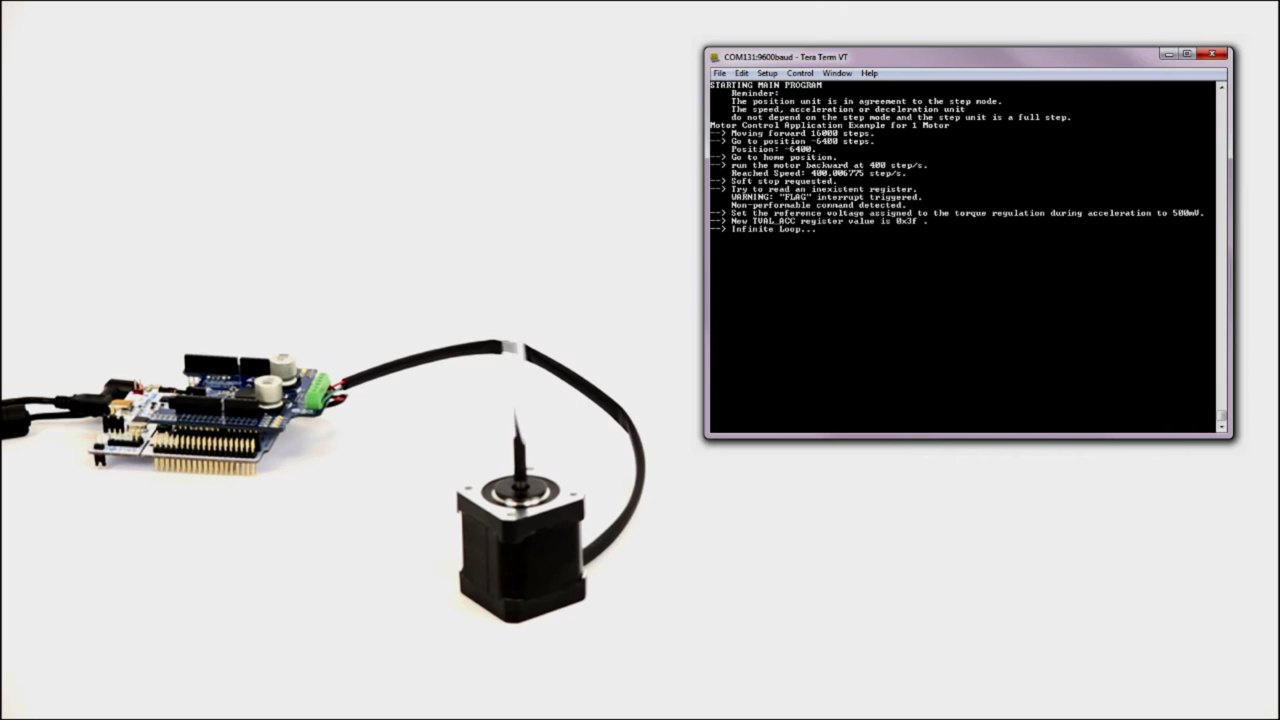 COM131:9600baud - Tera Term VT
File Edit Setup Control Window Help
STARTING MAIN PROGRAM
Reminder:
The position unit is in agreement to the step mode.
The speed, acceleration or deceleration unit
do not depend on the step mode and the step unit is a full step.
Motor Control Application Example for 1 Motor
--> Moving forward 16000 steps.
--> Go to position -6400 steps.
Position: -6400.
--> Go to home position.
--> run the motor backward at 400 step/s.
Reached Speed: 400.006775 step/s.
--> Soft stop requested.
--> Try to read an inexistent register.
WARNING: "FLAG" interrupt triggered.
Non-performable command detected.
--> Set the reference voltage assigned to the torque regulation during acceleration to 500mV.
--> New TVAL_ACC register value is 0x3f .
--> Infinite Loop...